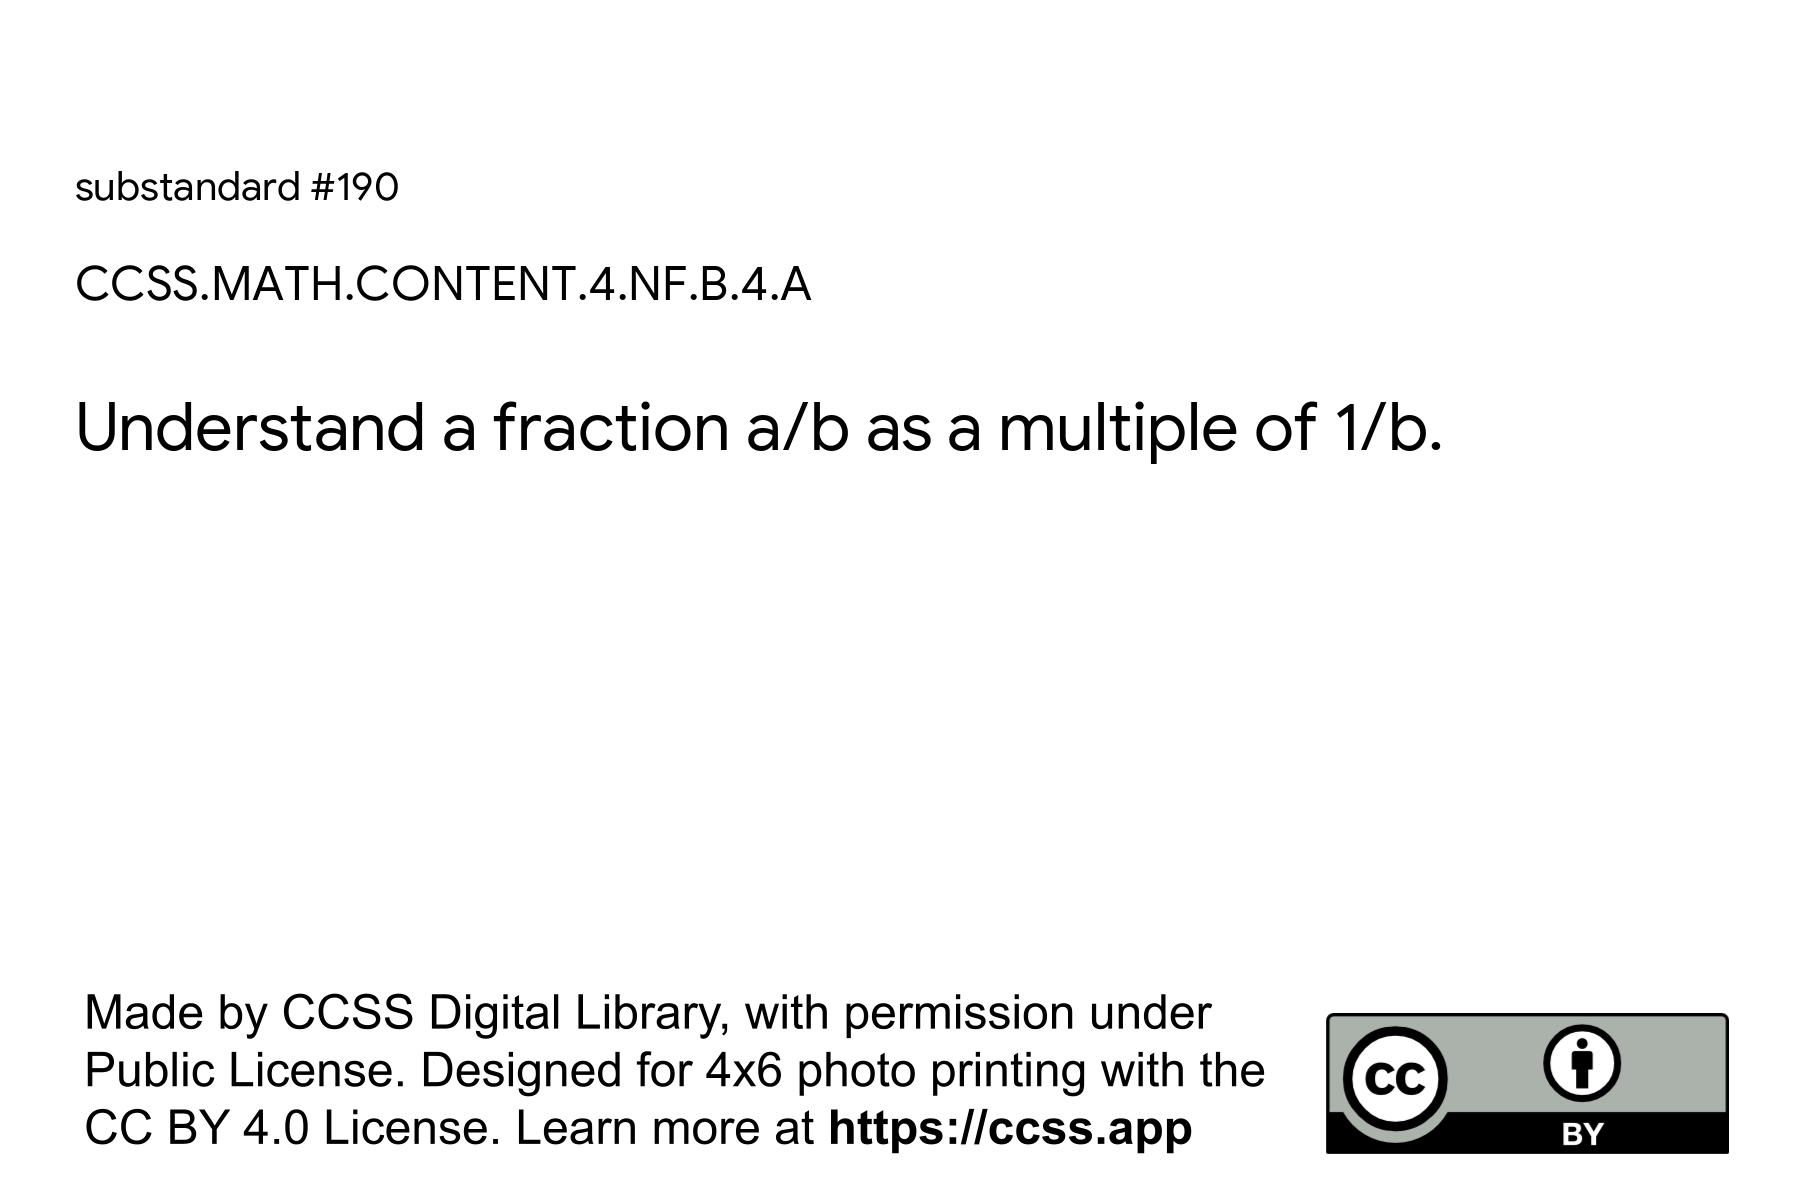 substandard #190
CCSS.MATH.CONTENT.4.NF.B.4.A
Understand a fraction a/b as a multiple of 1/b.
Made by CCSS Digital Library, with permission under
Public License. Designed for 4x6 photo printing with the
CC BY 4.0 License. Learn more at https://ccss.app
cc
BY